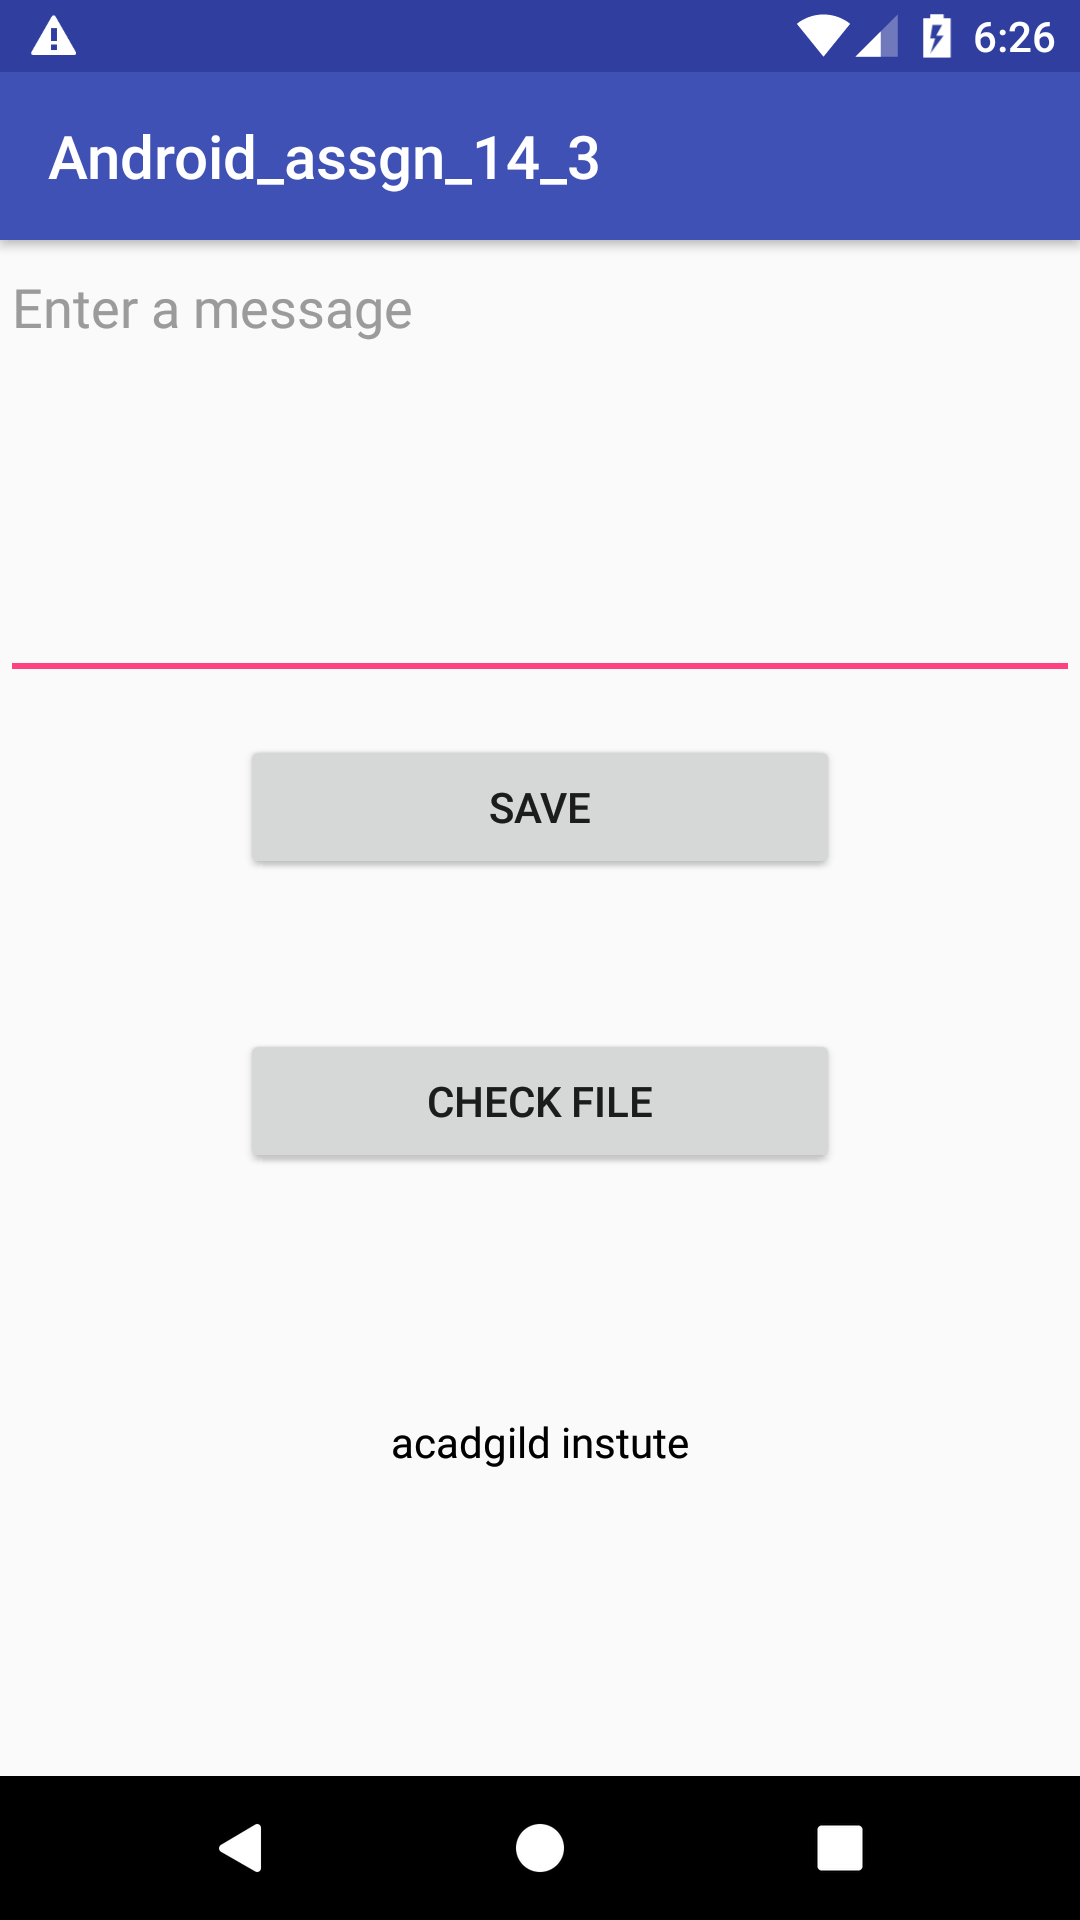 6:26
Android_assgn_14_3
Enter a message
SAVE
CHECK FILE
acadgild instute